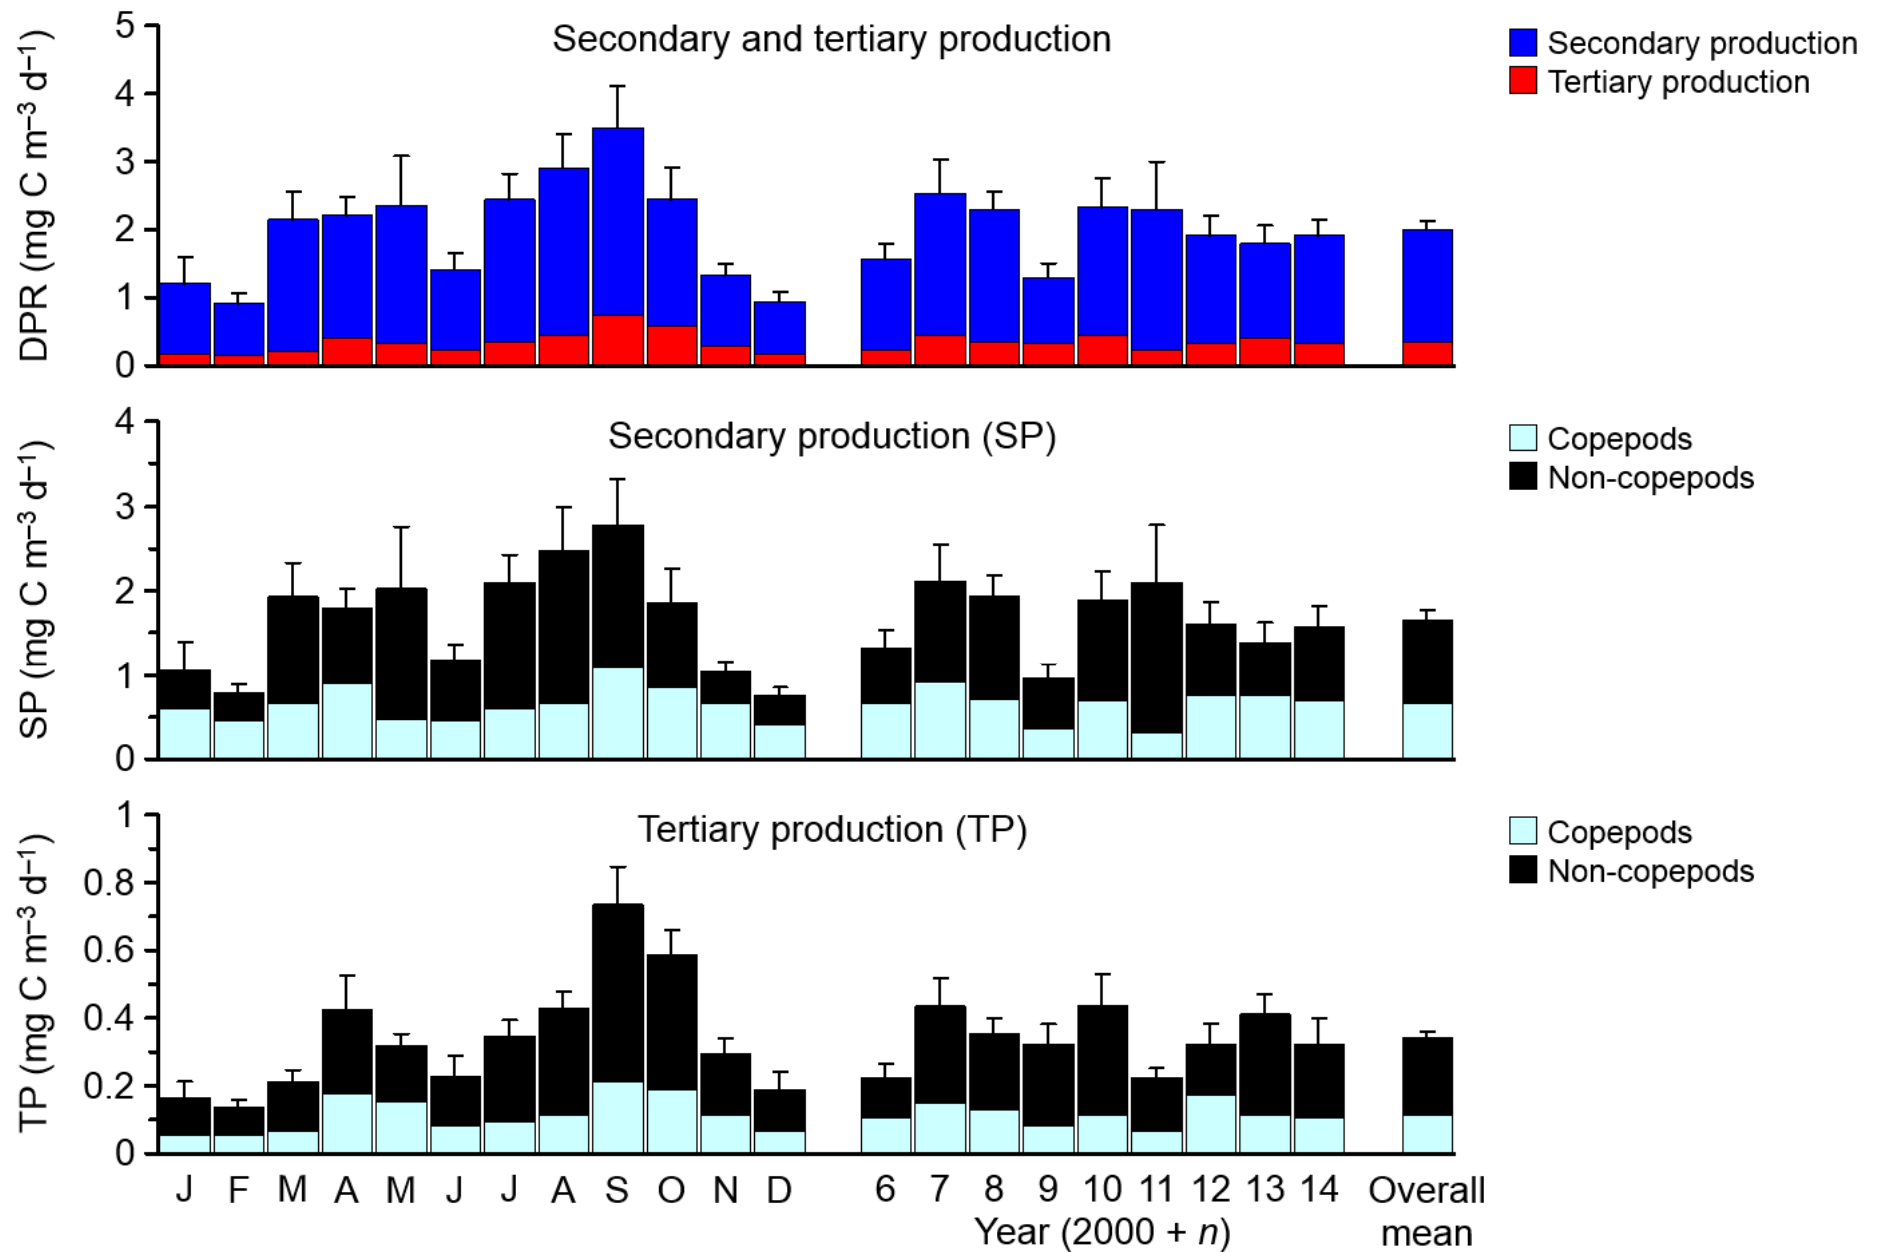 Secondary and tertiary production
DPR (mg C m⁻³ d⁻¹)
5
4
3
2
1
0
Secondary production
Tertiary production
Secondary production (SP)
SP (mg C m⁻³ d⁻¹)
4
3
2
1
0
Copepods
Non-copepods
Tertiary production (TP)
TP (mg C m⁻³ d⁻¹)
1
0.8
0.6
0.4
0.2
0
Copepods
Non-copepods
J F M A M J J A S O N D 6 7 8 9 10 11 12 13 14 Overall
Year (2000 + n) mean